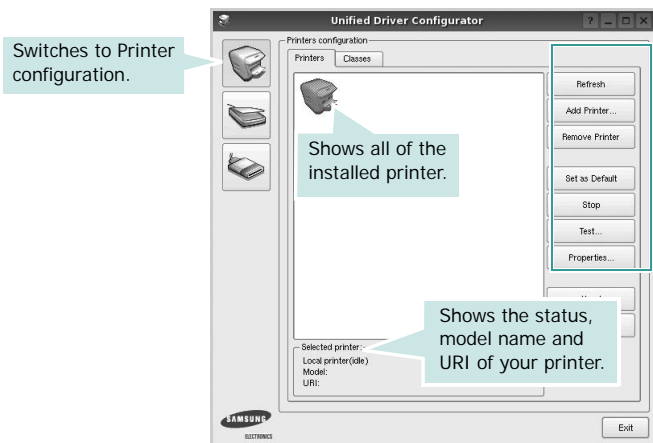 Unified Driver Configurator
Switches to Printer
configuration.
Printers configuration
Printers Classes
Refresh
Add Printer...
Remove Printer
Set as Default
Stop
Test...
Properties...
Shows all of the
installed printer.
Shows the status,
model name and
URI of your printer.
Selected printer:
Local printer(idle)
Model:
URI:
SAMSUNG
ELECTRONICS
Exit